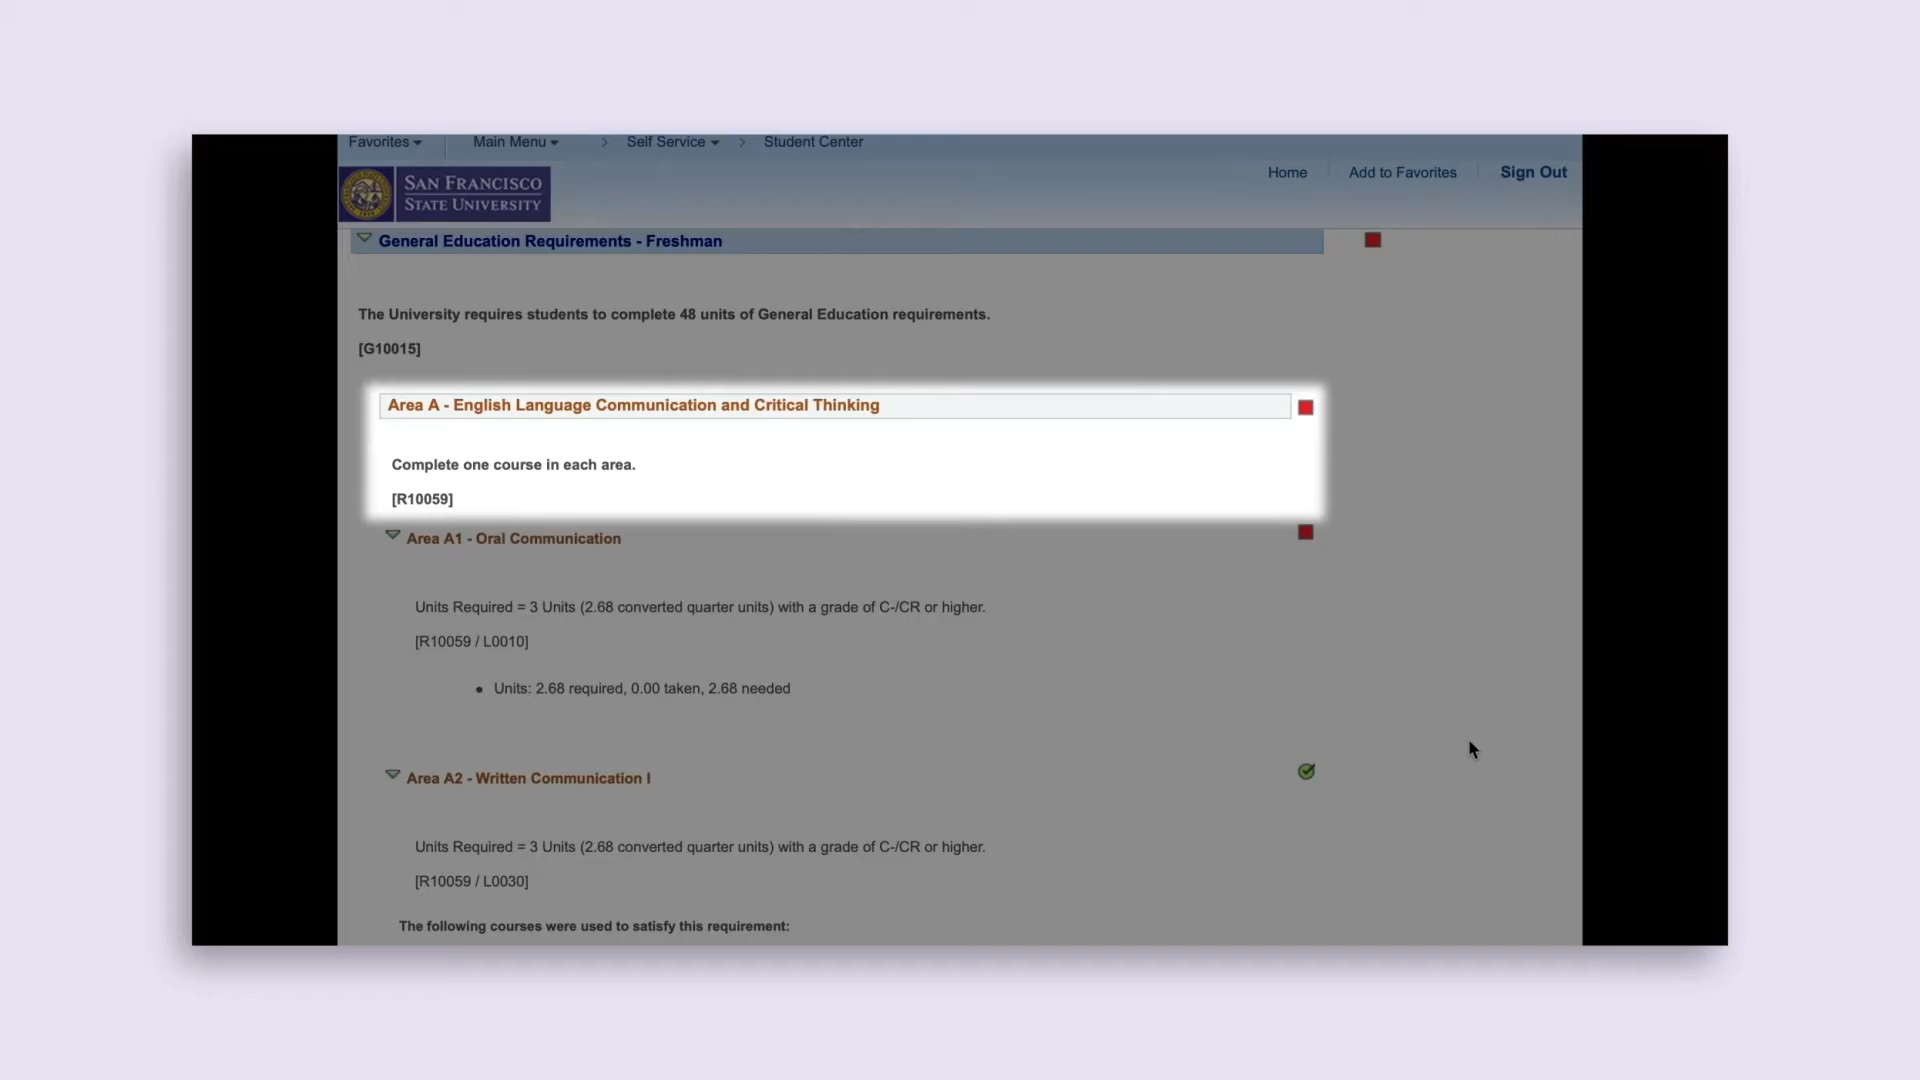 Favorites Main Menu > Self Service > Student Center
Home Add to Favorites Sign Out
SAN FRANCISCO
STATE UNIVERSITY
General Education Requirements - Freshman
The University requires students to complete 48 units of General Education requirements.
[G10015]
Area A - English Language Communication and Critical Thinking
Complete one course in each area.
[R10059]
Area A1 - Oral Communication
Units Required = 3 Units (2.68 converted quarter units) with a grade of C-/CR or higher.
[R10059 / L0010]
• Units: 2.68 required, 0.00 taken, 2.68 needed
Area A2 - Written Communication I
Units Required = 3 Units (2.68 converted quarter units) with a grade of C-/CR or higher.
[R10059 / L0030]
The following courses were used to satisfy this requirement: